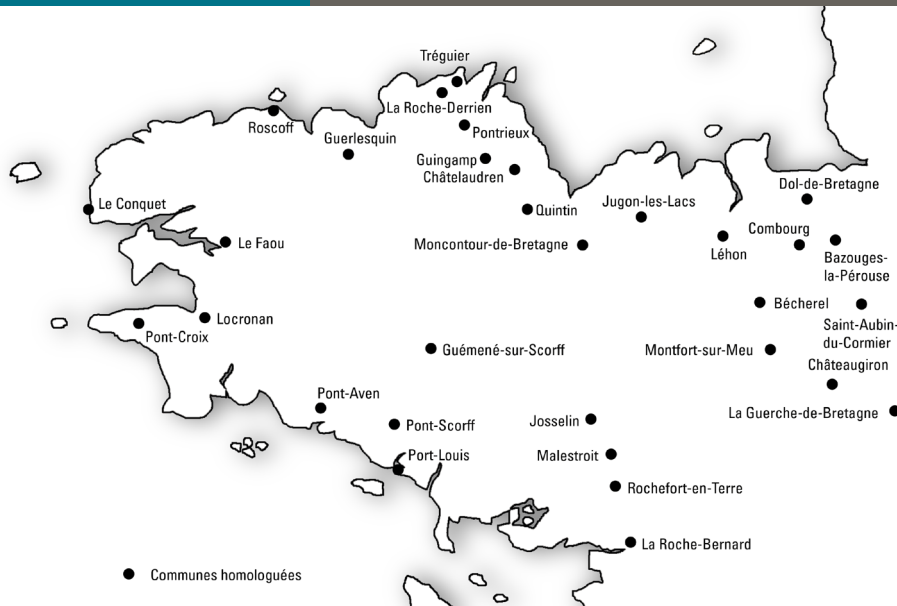 Tréguier
La Roche-Derrien
Roscoff
Pontrieux
Guerlesquin
Guingamp
Châtelaudren
Dol-de-Bretagne
Le Conquet
Quintin
Jugon-les-Lacs
Combourg
Le Faou
Moncontour-de-Bretagne
Léhon
Bazouges-
la-Pérouse
Bécherel
Locronan
Saint-Aubin-
du-Cormier
Pont-Croix
Guémené-sur-Scorff
Montfort-sur-Meu
Châteaugiron
Pont-Aven
La Guerche-de-Bretagne
Pont-Scorff
Josselin
Port-Louis
Malestroit
Rochefort-en-Terre
La Roche-Bernard
Communes homologuées